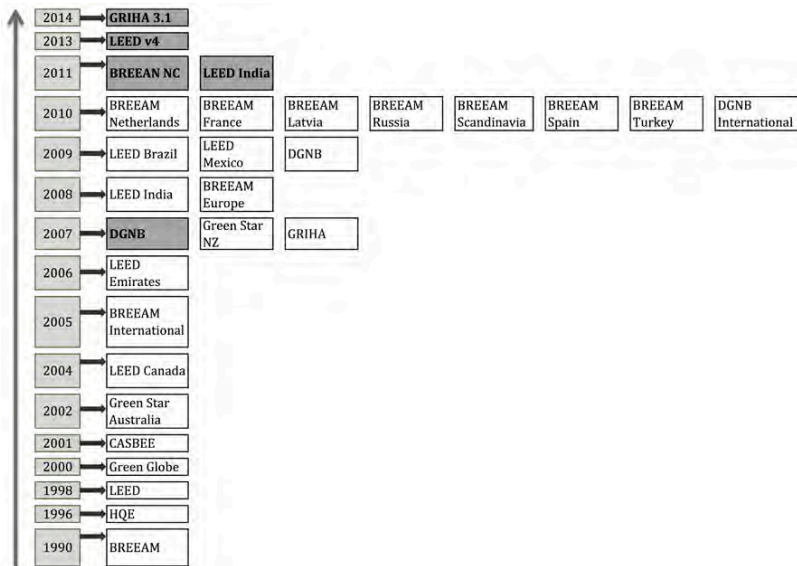 2014 GRIHA 3.1
2013 LEED v4
2011 BREEAN NC LEED India
2010 BREEAM Netherlands BREEAM France BREEAM Latvia BREEAM Russia BREEAM Scandinavia BREEAM Spain BREEAM Turkey DGNB International
2009 LEED Brazil LEED Mexico DGNB
2008 LEED India BREEAM Europe
2007 DGNB Green Star NZ GRIHA
2006 LEED Emirates
2005 BREEAM International
2004 LEED Canada
2002 Green Star Australia
2001 CASBEE
2000 Green Globe
1998 LEED
1996 HQE
1990 BREEAM